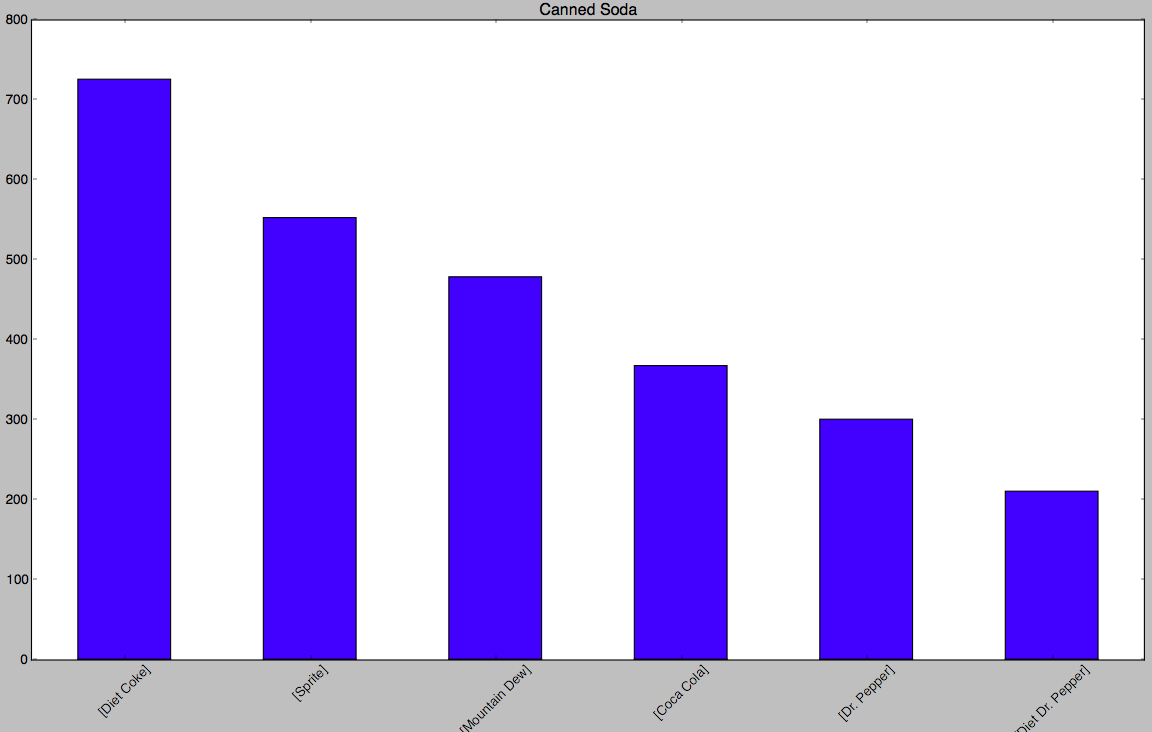 Canned Soda
800
700
600
500
400
300
200
100
0
[Diet Coke]
[Sprite]
[Mountain Dew]
[Coca Cola]
[Dr. Pepper]
[Diet Dr. Pepper]